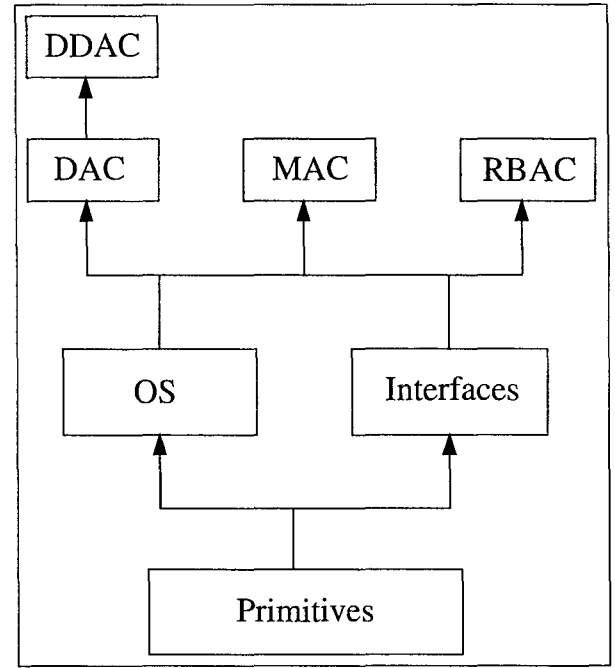 DDAC
DAC
MAC
RBAC
OS
Interfaces
Primitives